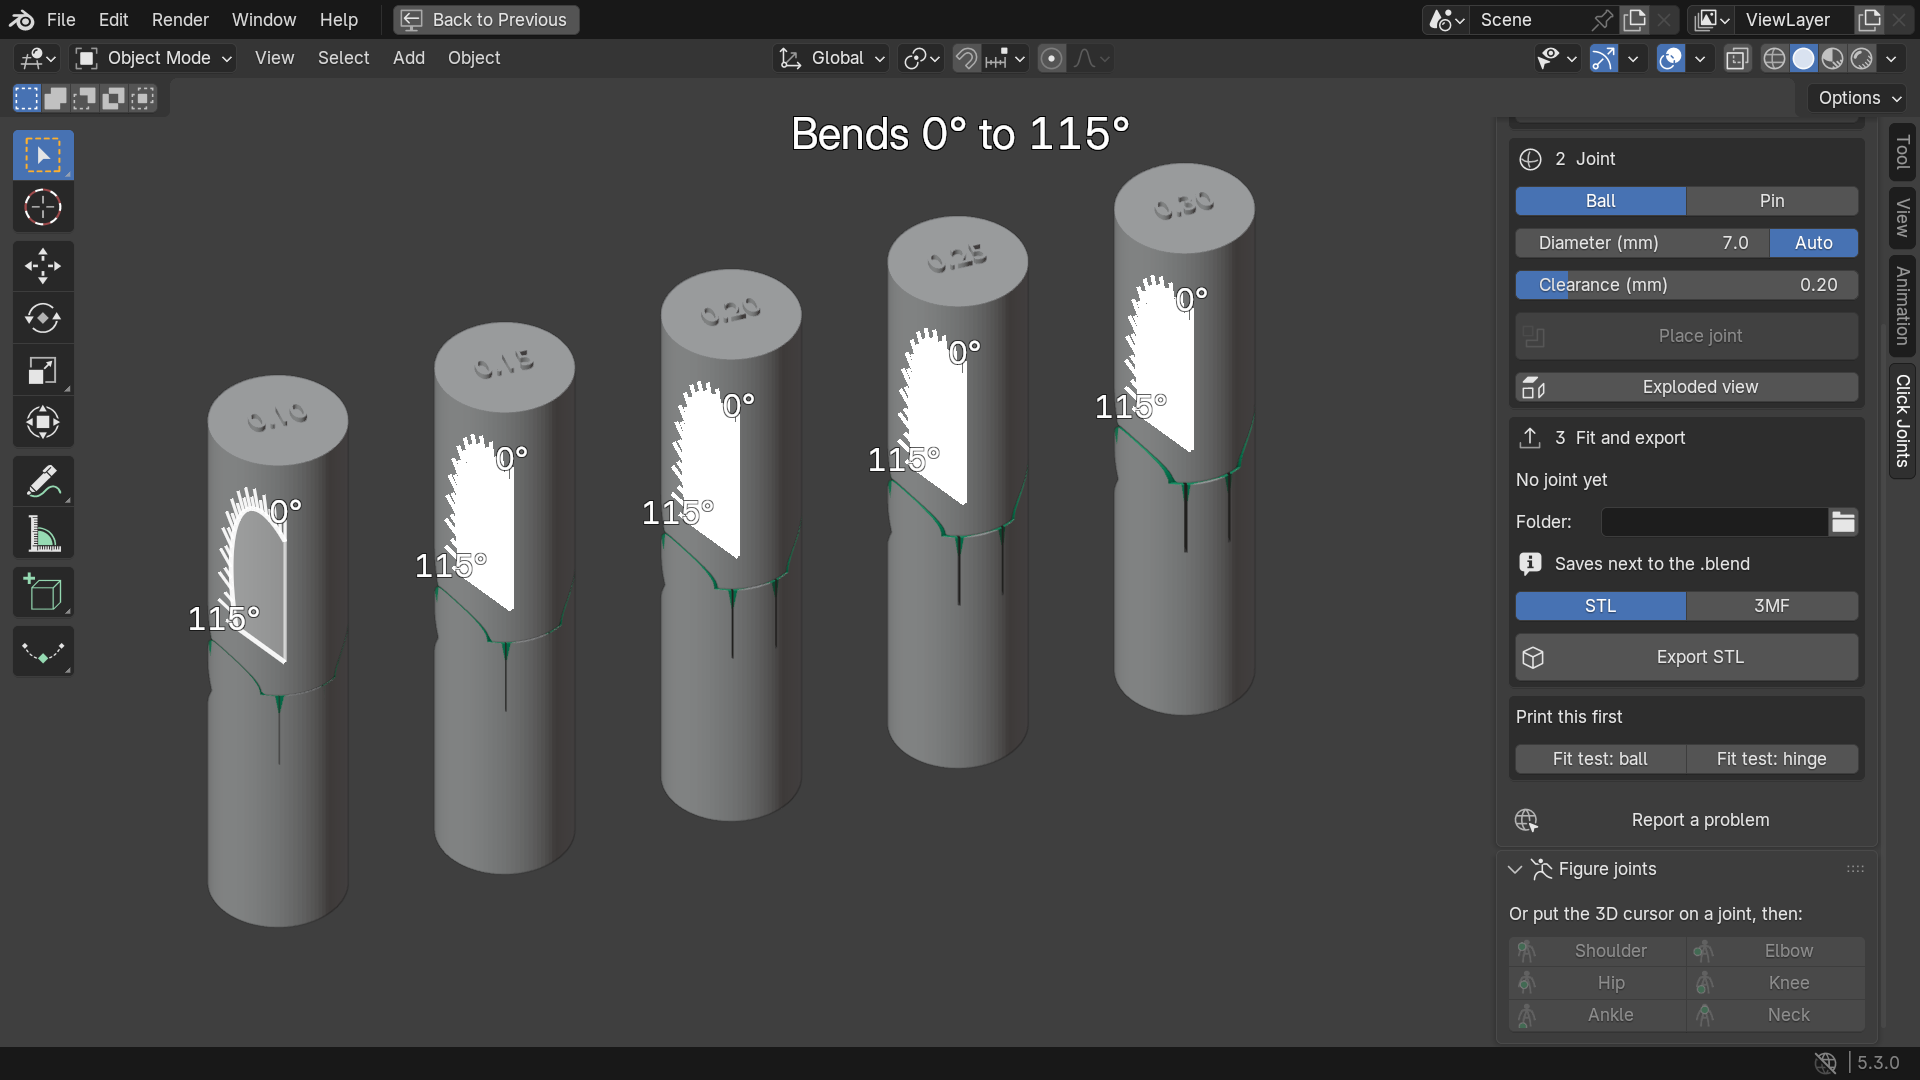 File Edit Render Window Help Back to Previous Scene ViewLayer
Object Mode View Select Add Object Global
Options
Bends 0° to 115°
0.10
0.15
0.20
0.25
0.30
0°
115°
0°
115°
0°
115°
0°
115°
0°
115°
2 Joint
Ball Pin
Diameter (mm) 7.0 Auto
Clearance (mm) 0.20
Place joint
Exploded view
3 Fit and export
No joint yet
Folder:
Saves next to the .blend
STL 3MF
Export STL
Print this first
Fit test: ball Fit test: hinge
Report a problem
Figure joints
Or put the 3D cursor on a joint, then:
Shoulder Elbow
Hip Knee
Ankle Neck
Tool
View
Animation
Click Joints
5.3.0